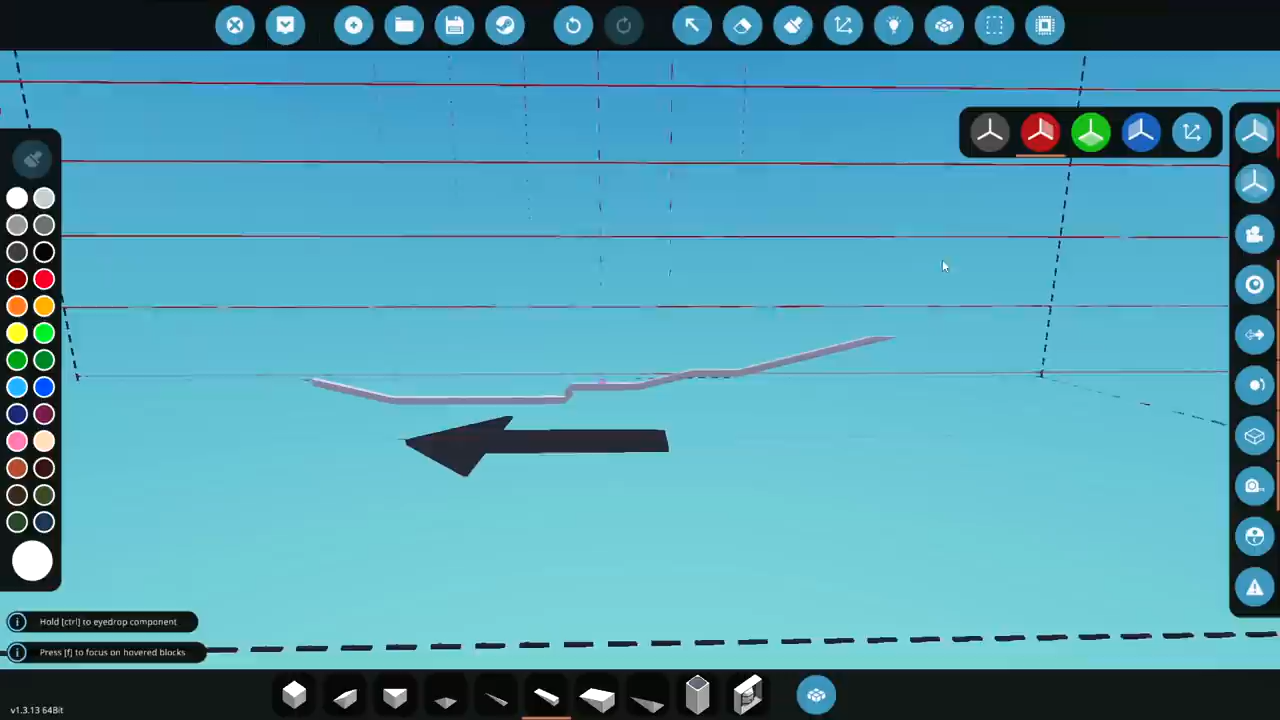 Hold [ctrl] to eyedrop component
Press [f] to focus on hovered blocks
v1.3.13 64Bit